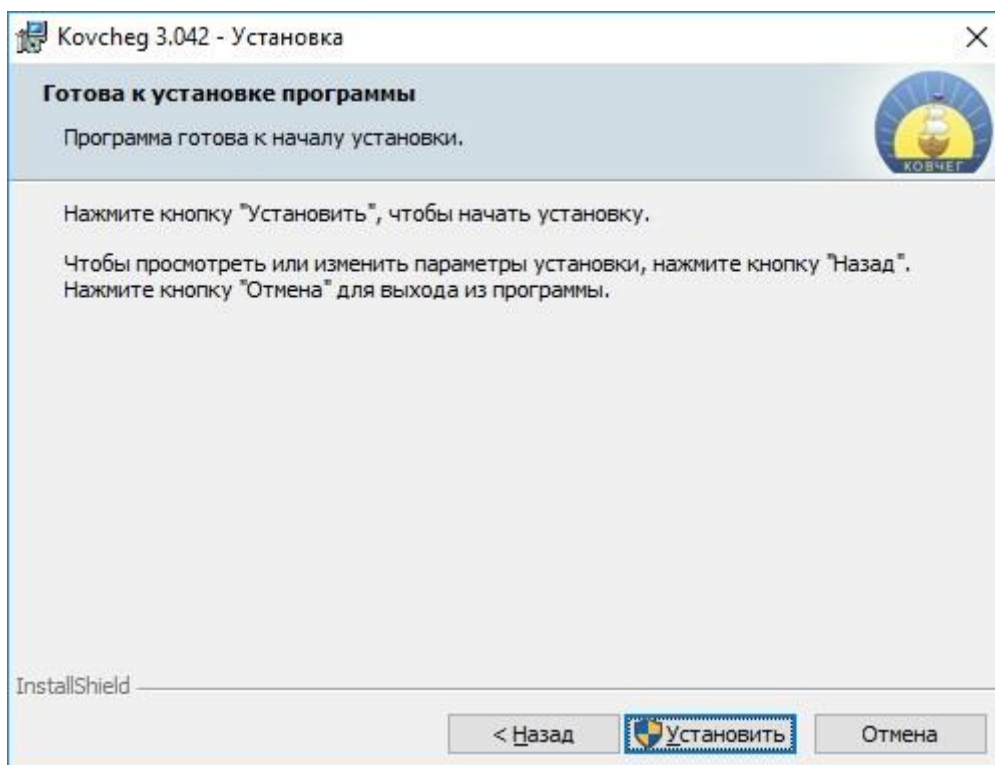 Kovcheg 3.042 - Установка
Готова к установке программы
Программа готова к началу установки.
КОВЧЕГ
Нажмите кнопку "Установить", чтобы начать установку.
Чтобы просмотреть или изменить параметры установки, нажмите кнопку "Назад".
Нажмите кнопку "Отмена" для выхода из программы.
InstallShield
< Назад
Установить
Отмена